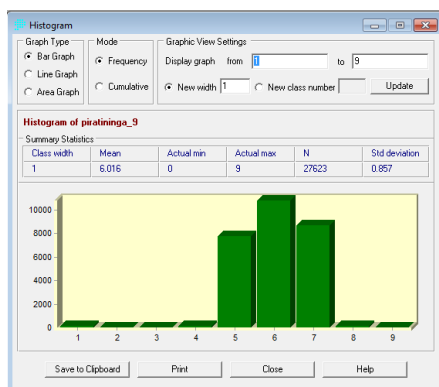 Histogram
Graph Type Mode Graphic View Settings
Bar Graph Frequency Display graph from 1 to 9
Line Graph
Area Graph Cumulative New width 1 New class number Update
Histogram of piratininga_9
Summary Statistics
Class width Mean Actual min Actual max N Std deviation
1 6.016 0 9 27623 0.857
10000
8000
6000
4000
2000
0
1 2 3 4 5 6 7 8 9
Save to Clipboard Print Close Help